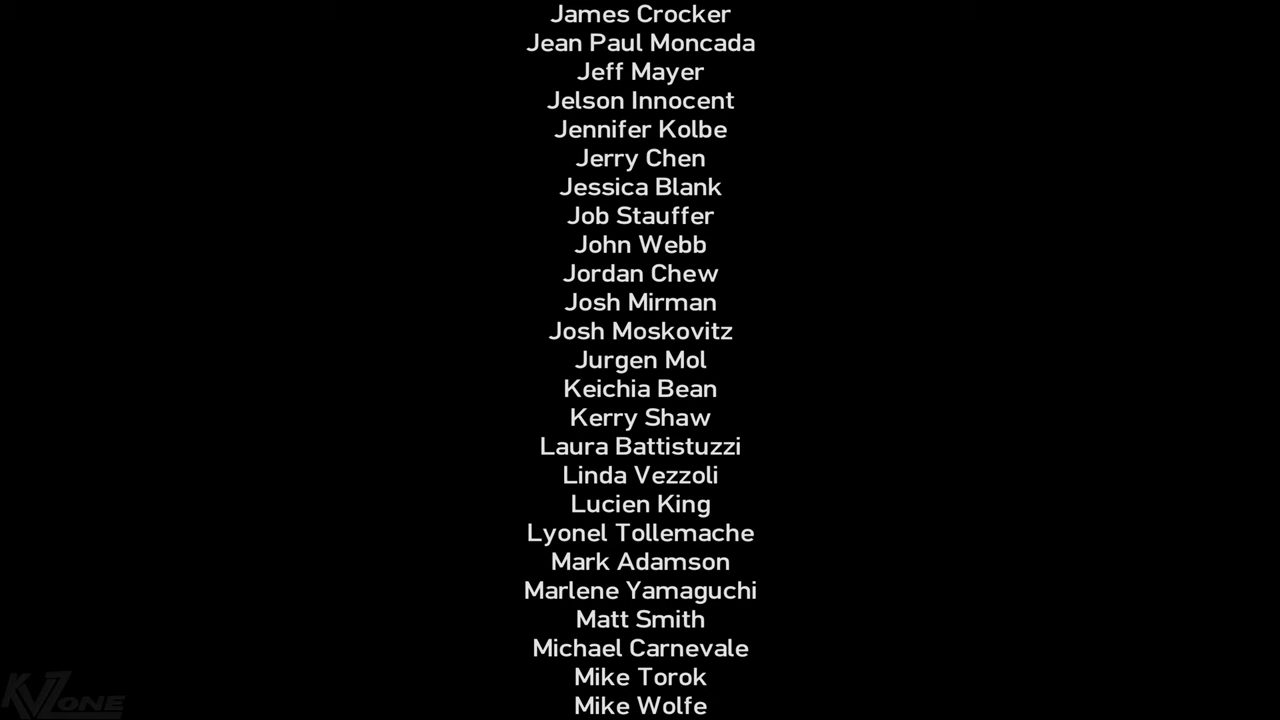 James Crocker
Jean Paul Moncada
Jeff Mayer
Jelson Innocent
Jennifer Kolbe
Jerry Chen
Jessica Blank
Job Stauffer
John Webb
Jordan Chew
Josh Mirman
Josh Moskovitz
Jurgen Mol
Keichia Bean
Kerry Shaw
Laura Battistuzzi
Linda Vezzoli
Lucien King
Lyonel Tollemache
Mark Adamson
Marlene Yamaguchi
Matt Smith
Michael Carnevale
Mike Torok
Mike Wolfe
KVZONE